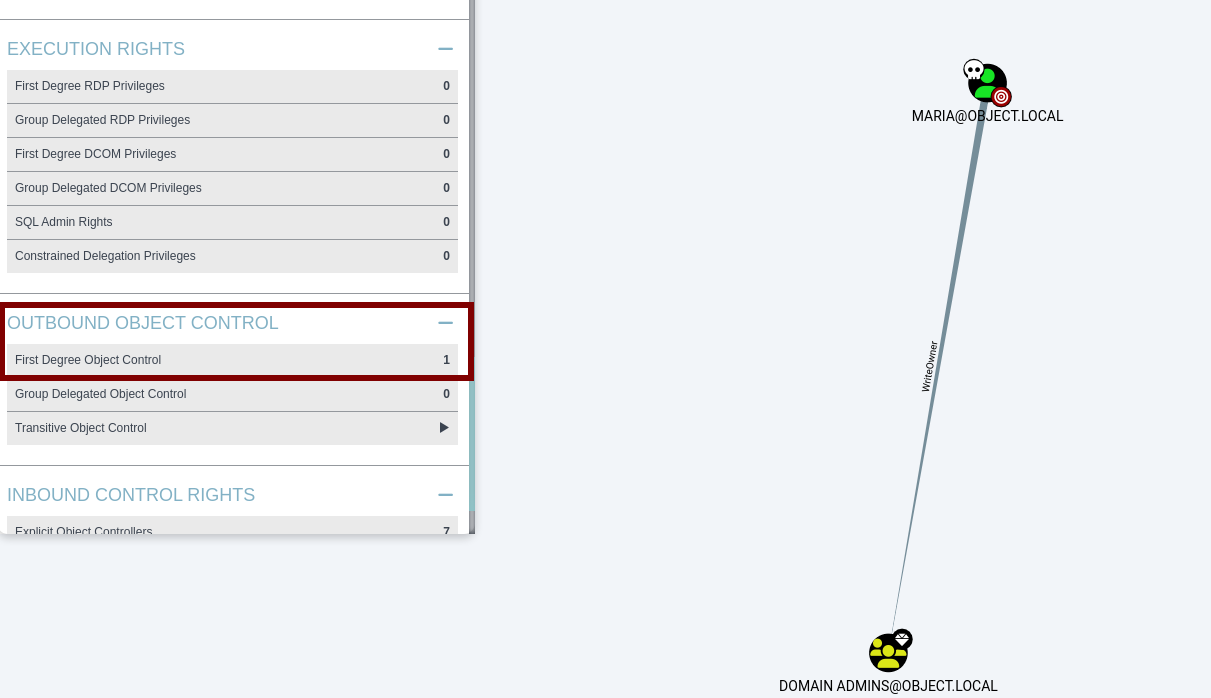 EXECUTION RIGHTS
First Degree RDP Privileges 0
Group Delegated RDP Privileges 0
First Degree DCOM Privileges 0
Group Delegated DCOM Privileges 0
SQL Admin Rights 0
Constrained Delegation Privileges 0
OUTBOUND OBJECT CONTROL
First Degree Object Control 1
Group Delegated Object Control 0
Transitive Object Control
INBOUND CONTROL RIGHTS
Explicit Object Controllers 7
MARIA@OBJECT.LOCAL
WriteOwner
DOMAIN ADMINS@OBJECT.LOCAL